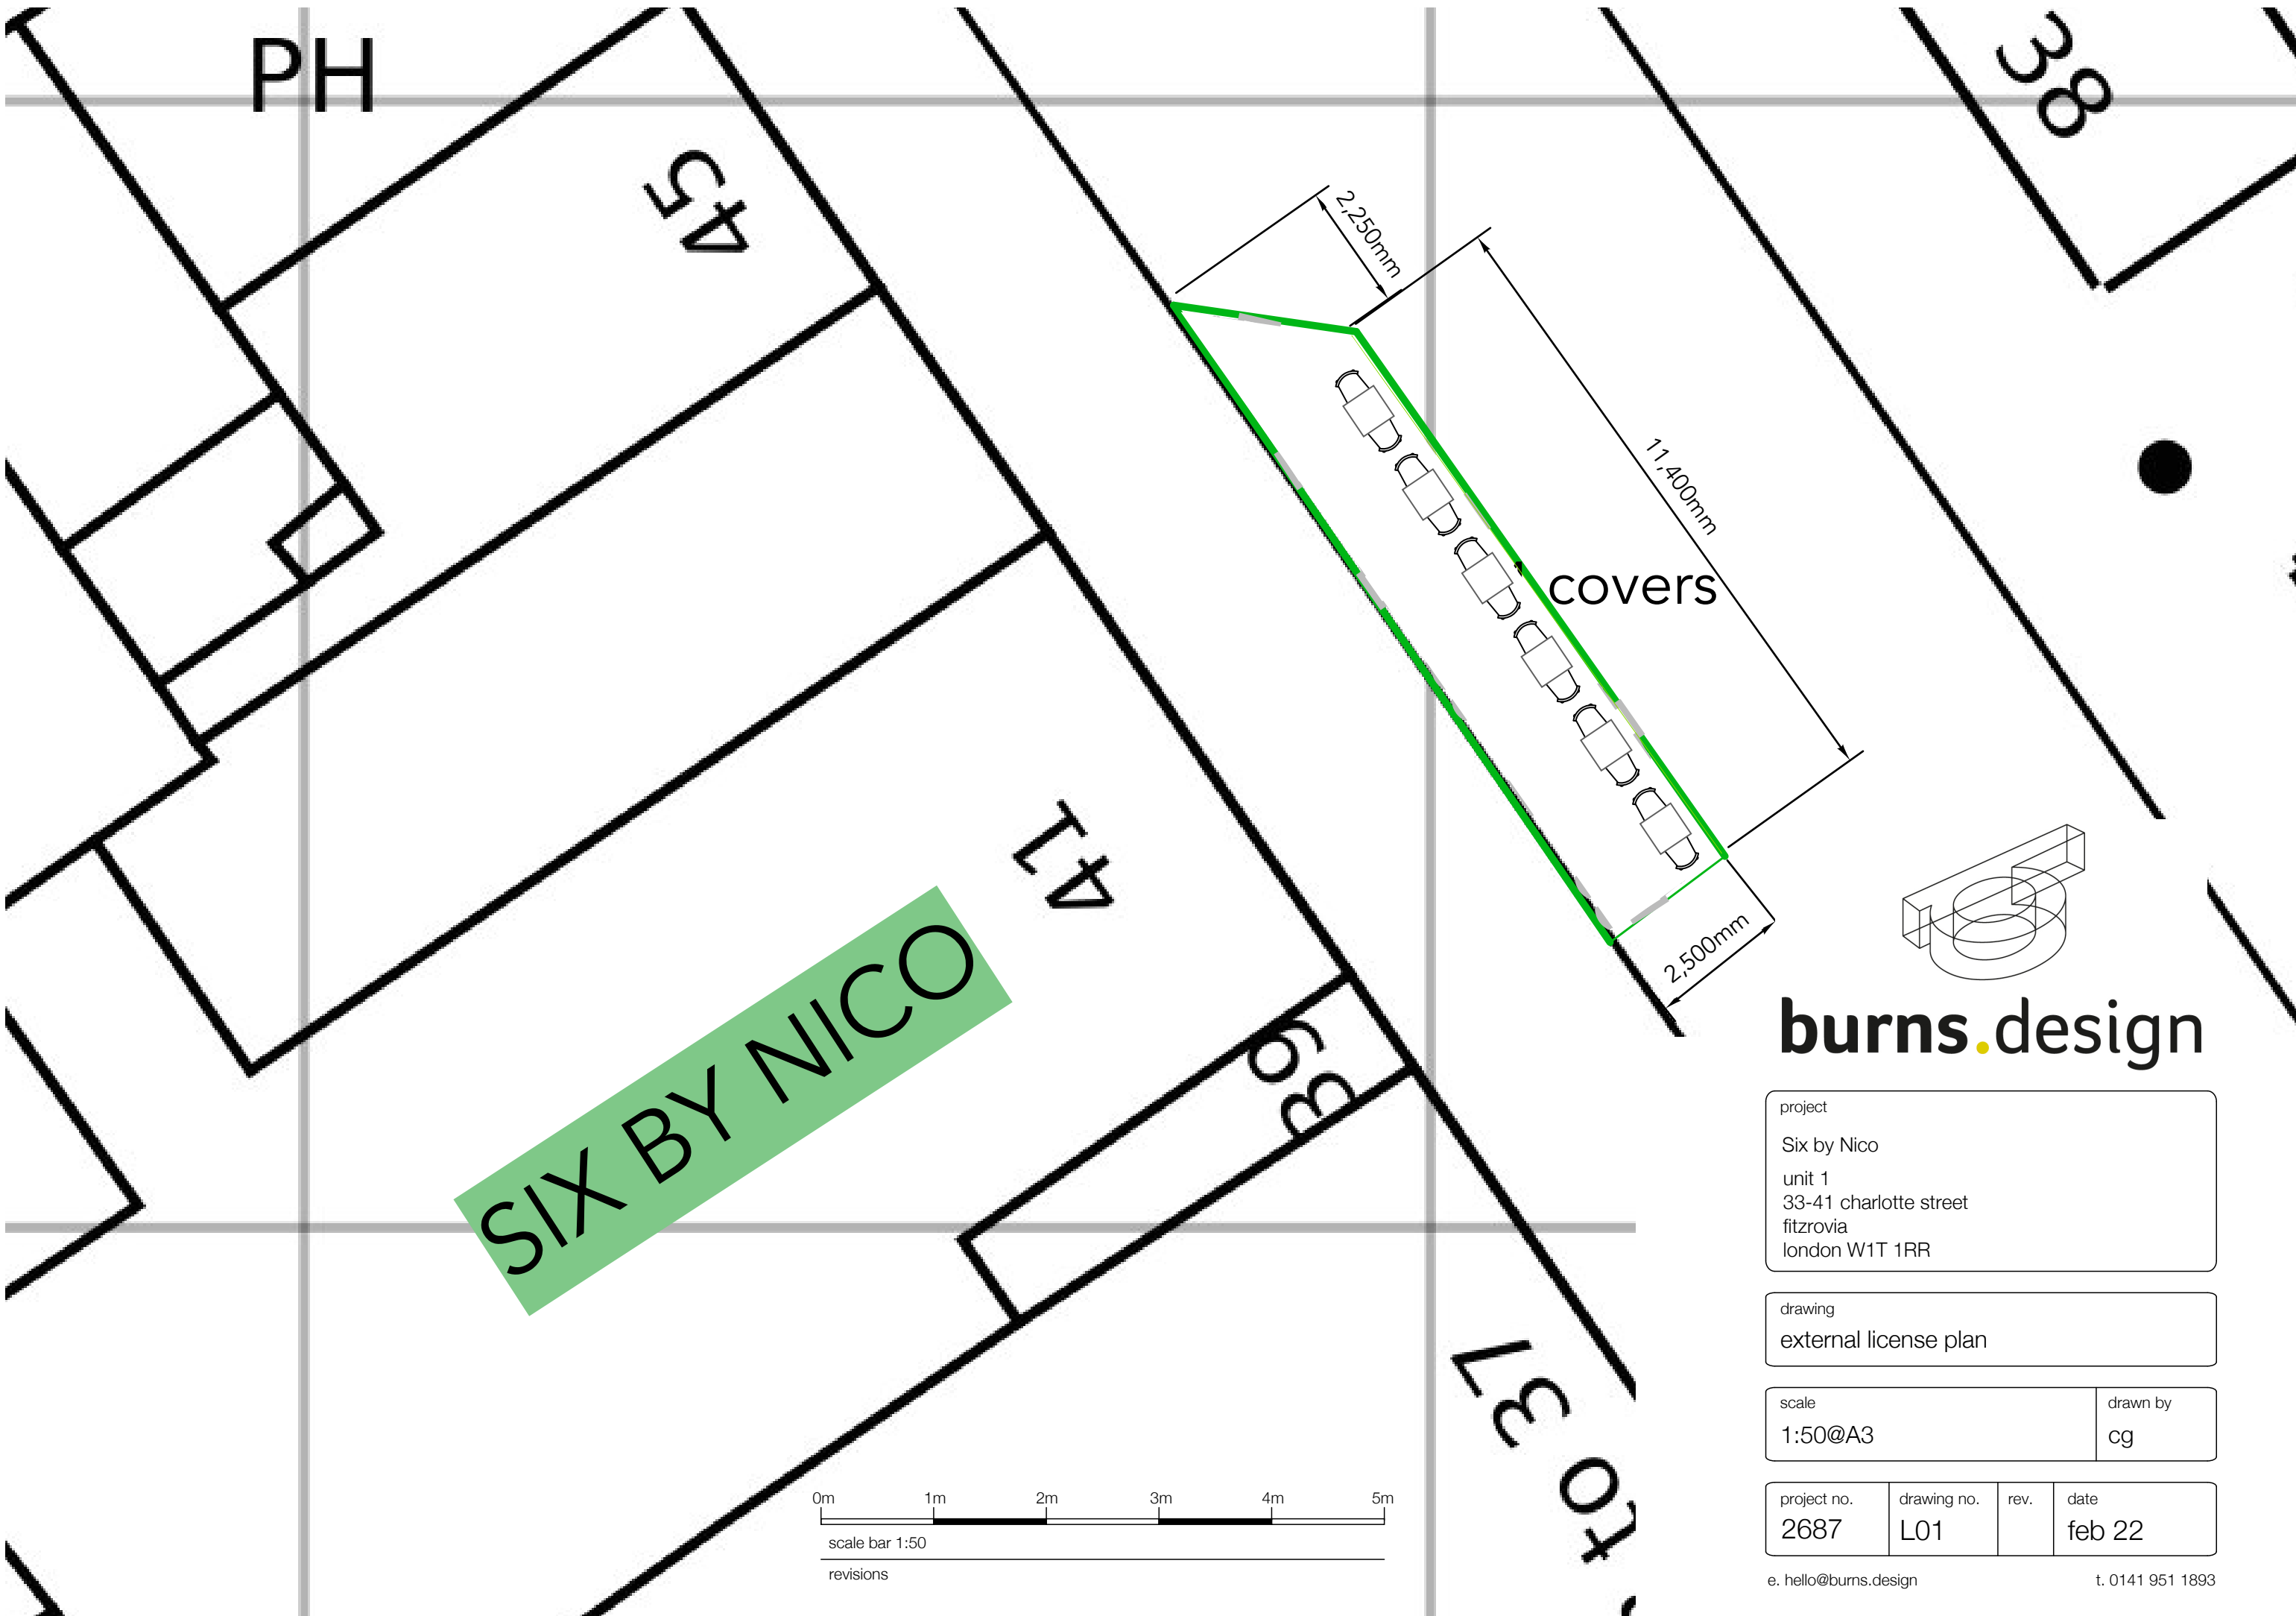 PH
45
38
2,250mm
11,400mm
covers
41
SIX BY NICO
39
2,500mm
37
to
burns.design
project
Six by Nico
unit 1
33-41 charlotte street
fitzrovia
london W1T 1RR
drawing
external license plan
scale
1:50@A3
drawn by
cg
project no.
2687
drawing no.
L01
rev.
date
feb 22
0m 1m 2m 3m 4m 5m
scale bar 1:50
revisions
e. hello@burns.design
t. 0141 951 1893